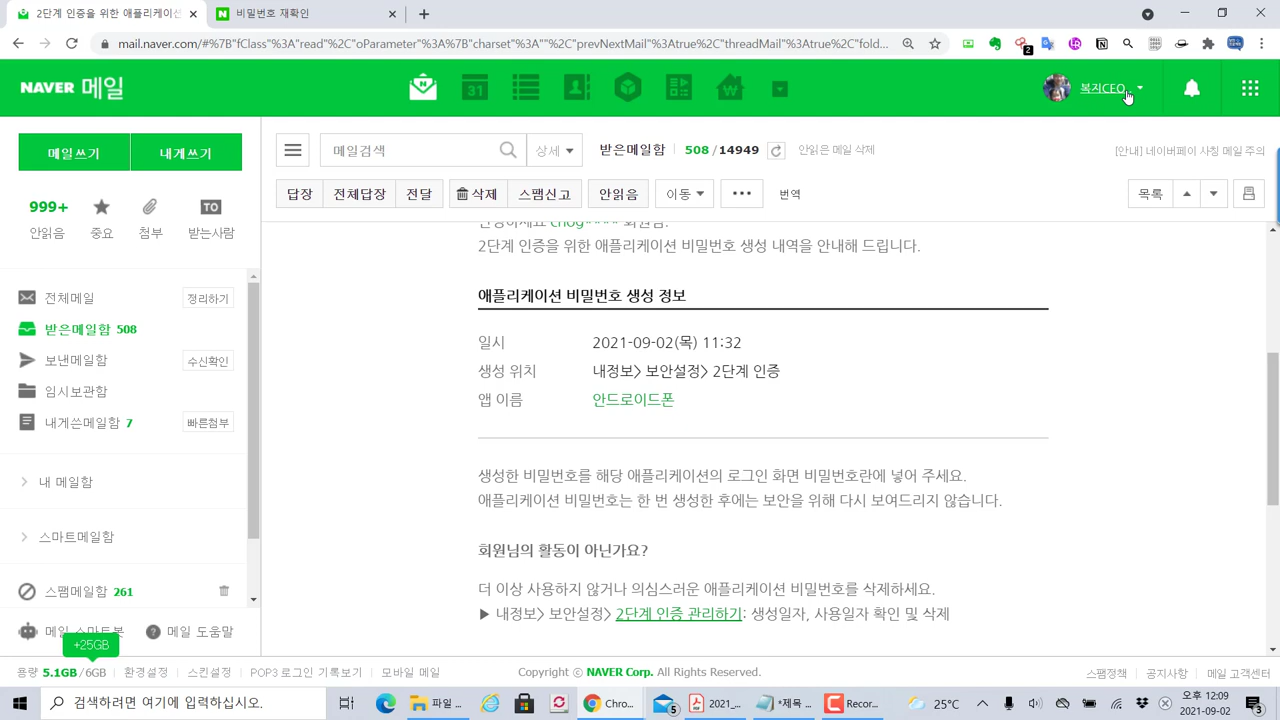 2단계 인증을 위한 애플리케이션
비밀번호 재확인
mail.naver.com/#%7B"fClass"%3A"read"%2C"oParameter"%3A%7B"charset"%3A""%2C"prevNextMail"%3Atrue%2C"threadMail"%3Atrue%2C"fold...
2
NAVER 메일
31
복지CEO
메일쓰기
내게쓰기
메일검색
상세
받은메일함
508 / 14949
안읽은 메일 삭제
[안내] 네이버페이 사칭 메일 주의
답장
전체답장
전달
삭제
스팸신고
안읽음
이동
번역
목록
999+
안읽음
중요
첨부
TO
받는사람
전체메일
정리하기
받은메일함 508
보낸메일함
수신확인
임시보관함
내게쓴메일함 7
빠른첨부
내 메일함
스마트메일함
스팸메일함 261
메일 스마트봇
메일 도움말
+25GB
2단계 인증을 위한 애플리케이션 비밀번호 생성 내역을 안내해 드립니다.
애플리케이션 비밀번호 생성 정보
일시 2021-09-02(목) 11:32
생성 위치 내정보> 보안설정> 2단계 인증
앱 이름 안드로이드폰
생성한 비밀번호를 해당 애플리케이션의 로그인 화면 비밀번호란에 넣어 주세요.
애플리케이션 비밀번호는 한 번 생성한 후에는 보안을 위해 다시 보여드리지 않습니다.
회원님의 활동이 아닌가요?
더 이상 사용하지 않거나 의심스러운 애플리케이션 비밀번호를 삭제하세요.
▶ 내정보> 보안설정> 2단계 인증 관리하기: 생성일자, 사용일자 확인 및 삭제
용량 5.1GB/6GB
환경설정
스킨설정
POP3 로그인 기록보기
모바일 메일
Copyright © NAVER Corp. All Rights Reserved.
스팸정책
공지사항
메일 고객센터
검색하려면 여기에 입력하십시오.
파일 ...
Chro...
5
2021_...
*제목 ...
Recor...
25°C
오후 12:09
2021-09-02
3